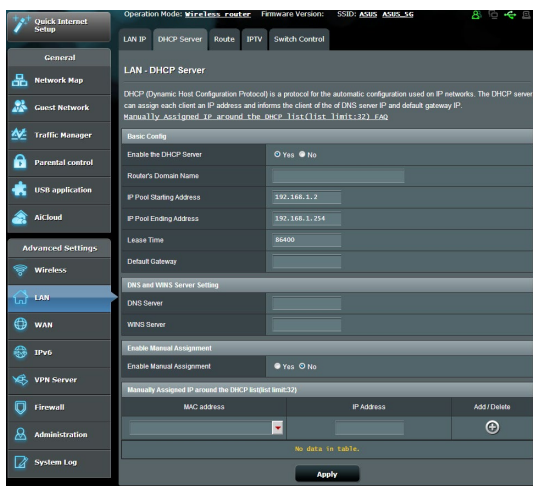 Operation Mode: Wireless router Firmware Version: SSID: ASUS ASUS_5G
Quick Internet
Setup
General
Network Map
Guest Network
Traffic Manager
Parental control
USB application
AiCloud
Advanced Settings
Wireless
LAN
WAN
IPv6
VPN Server
Firewall
Administration
System Log
LAN IP DHCP Server Route IPTV Switch Control
LAN - DHCP Server
DHCP (Dynamic Host Configuration Protocol) is a protocol for the automatic configuration used on IP networks. The DHCP server
can assign each client an IP address and informs the client of the of DNS server IP and default gateway IP.
Manually Assigned IP around the DHCP list(list limit:32) FAQ
Basic Config
Enable the DHCP Server Yes No
Router's Domain Name
IP Pool Starting Address 192.168.1.2
IP Pool Ending Address 192.168.1.254
Lease Time 86400
Default Gateway
DNS and WINS Server Setting
DNS Server
WINS Server
Enable Manual Assignment
Enable Manual Assignment Yes No
Manually Assigned IP around the DHCP list(list limit:32)
MAC address IP Address Add / Delete
No data in table.
Apply